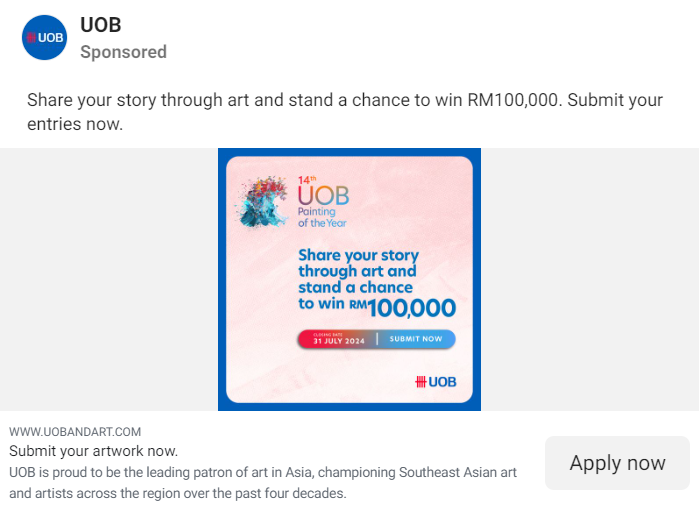 UOB
UOB
Sponsored
Share your story through art and stand a chance to win RM100,000. Submit your
entries now.
14th
UOB
Painting
of the Year
Share your story
through art and
stand a chance
to win RM100,000
CLOSING DATE
31 JULY 2024 | SUBMIT NOW
UOB
WWW.UOBANDART.COM
Submit your artwork now.
UOB is proud to be the leading patron of art in Asia, championing Southeast Asian art
and artists across the region over the past four decades.
Apply now